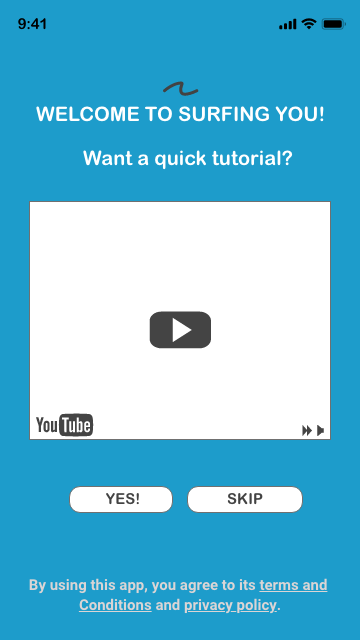 9:41
WELCOME TO SURFING YOU!
Want a quick tutorial?
YouTube
YES!
SKIP
By using this app, you agree to its terms and
Conditions and privacy policy.